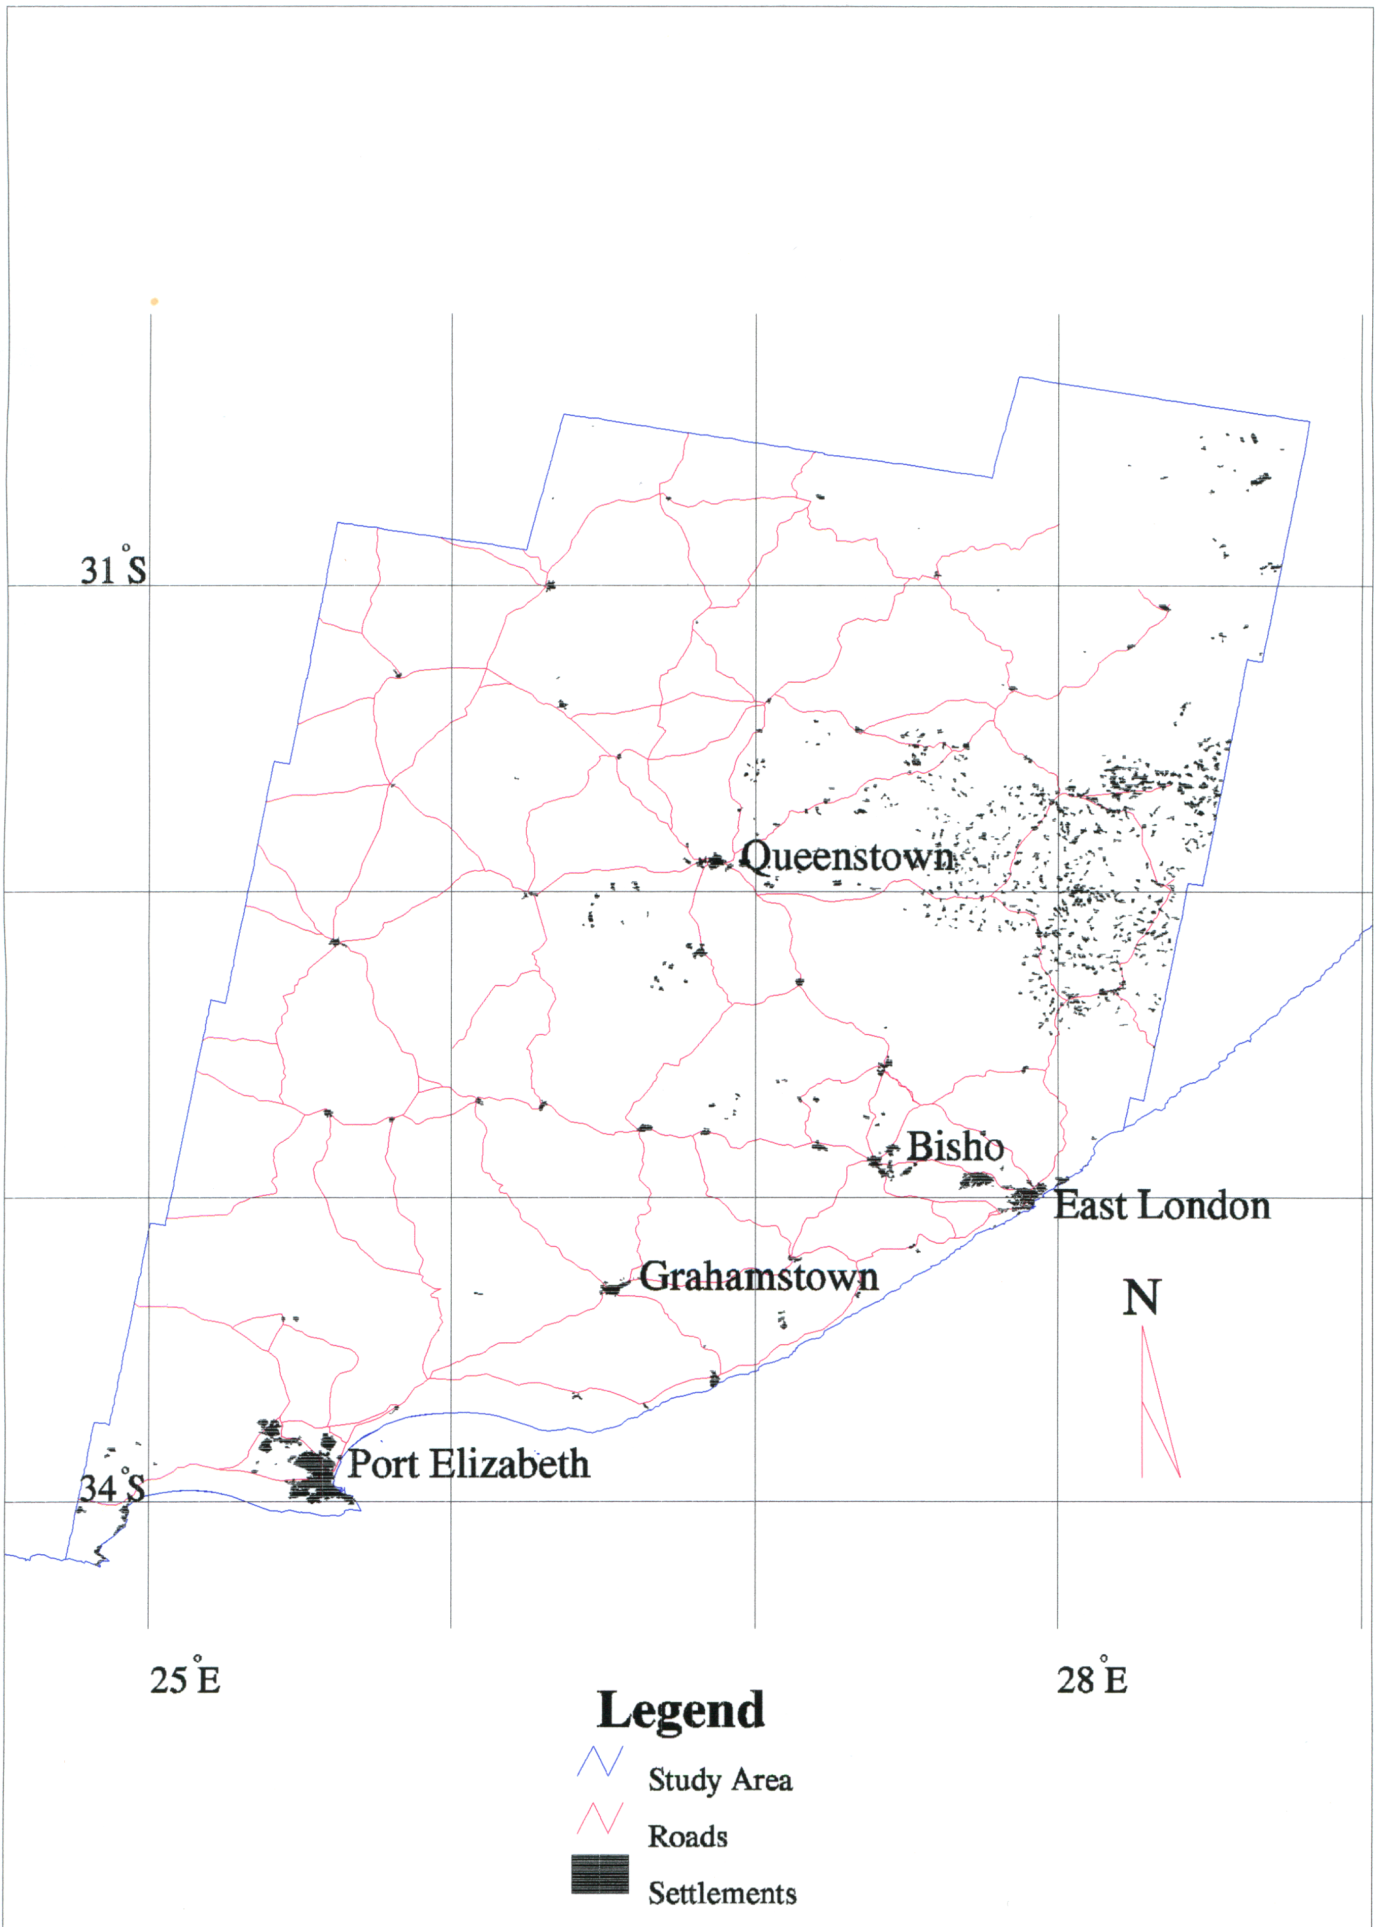 31°S
Queenstown
Bisho
East London
Grahamstown
N
Port Elizabeth
34°S
25°E
28°E
Legend
Study Area
Roads
Settlements